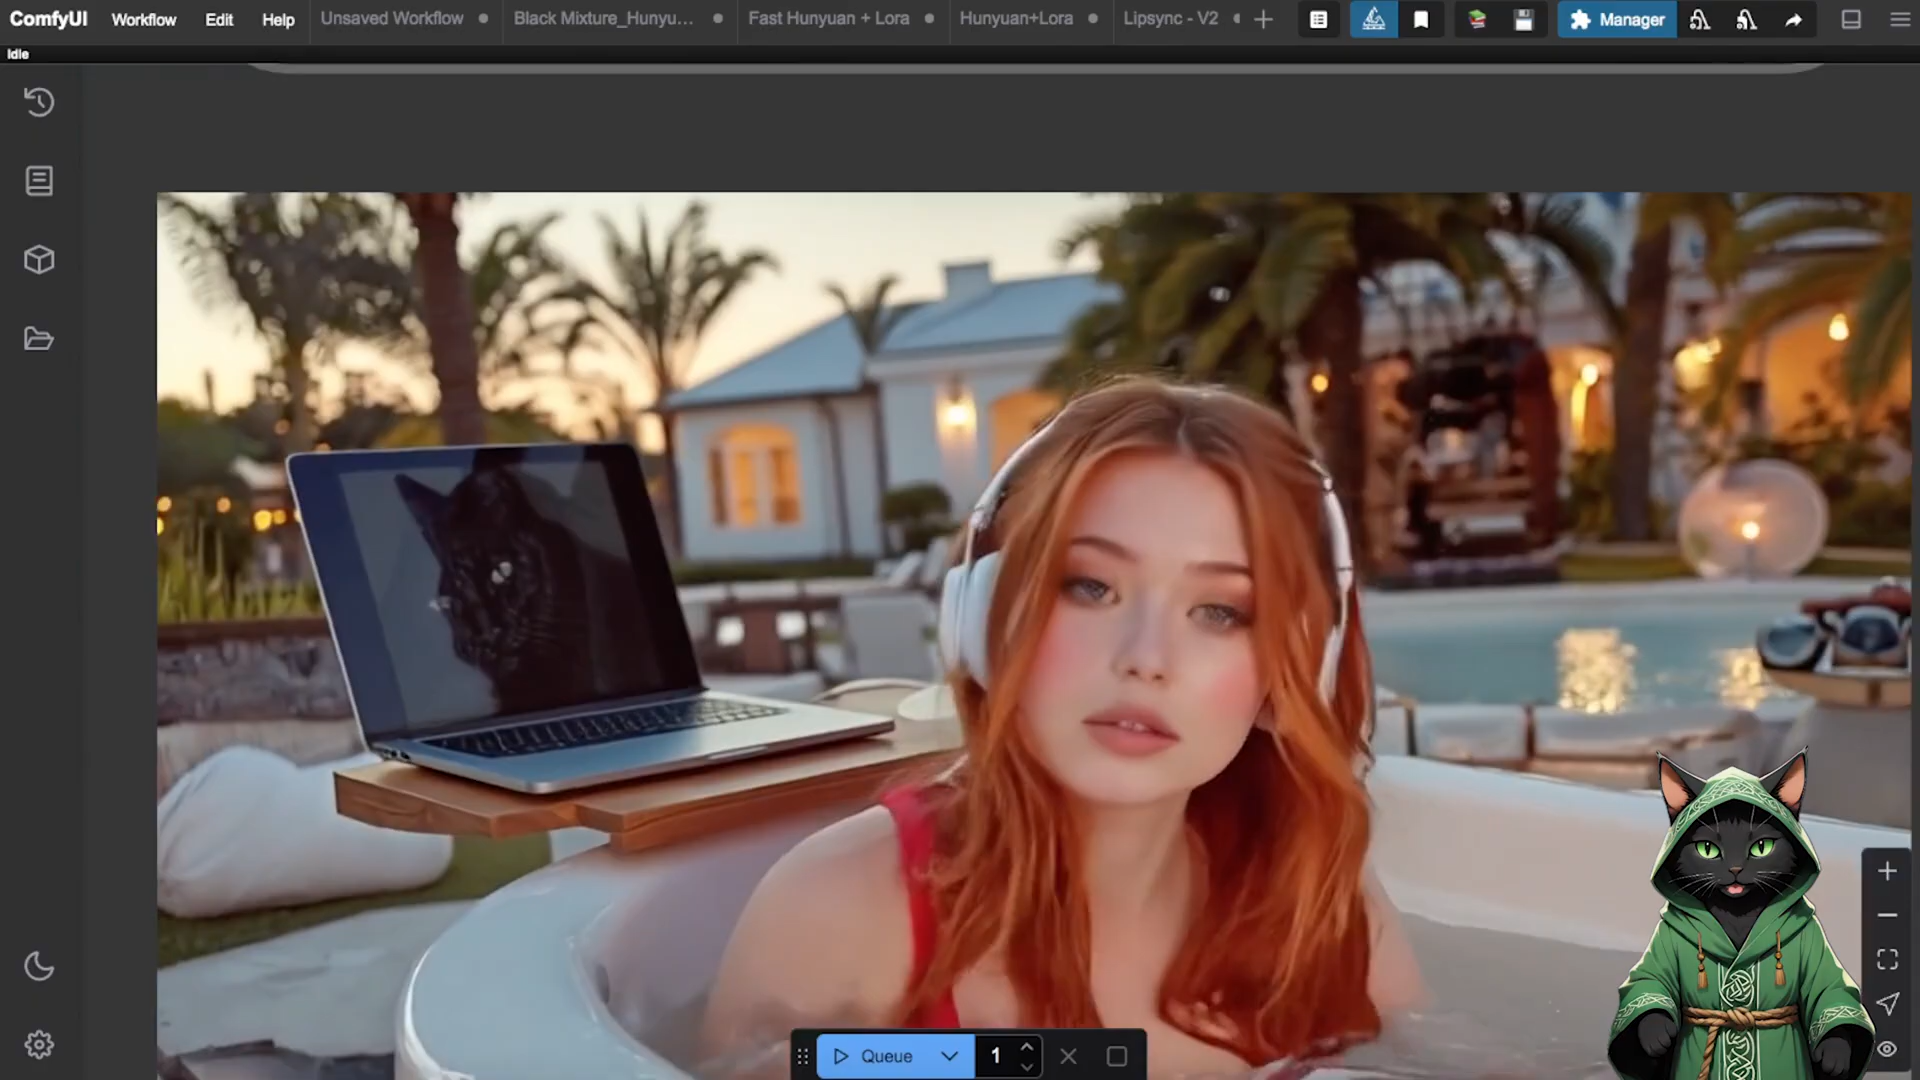 ComfyUI Workflow Edit Help Unsaved Workflow Black Mixture_Hunyu... Fast Hunyuan + Lora Hunyuan+Lora Lipsync - V2 Manager
Idle
Queue 1